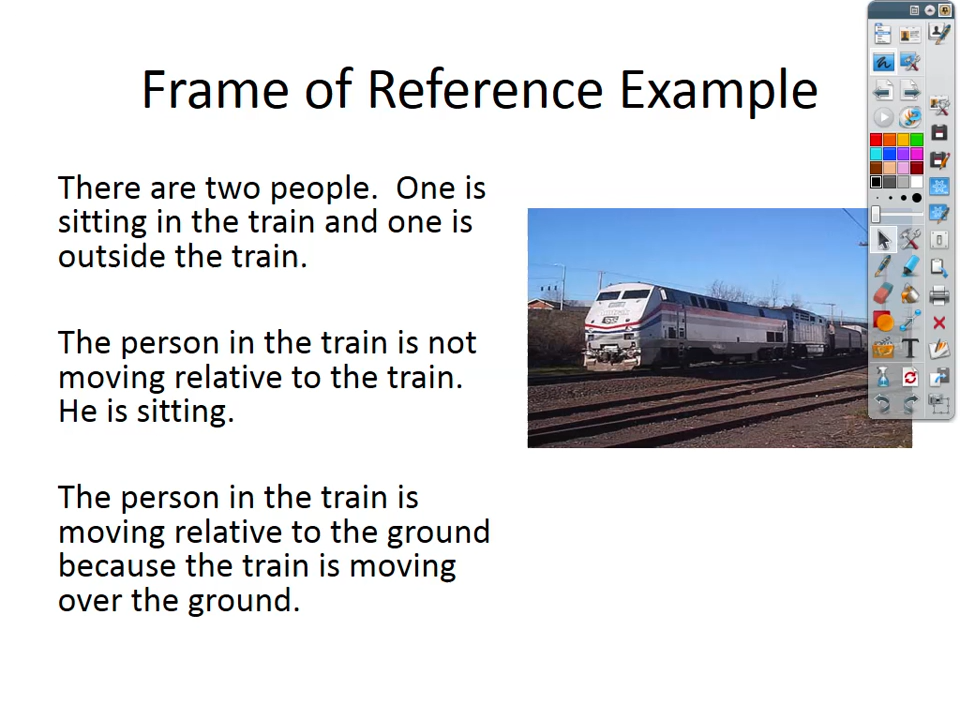 Frame of Reference Example
There are two people.  One is
sitting in the train and one is
outside the train.
The person in the train is not
moving relative to the train.
He is sitting.
The person in the train is
moving relative to the ground
because the train is moving
over the ground.